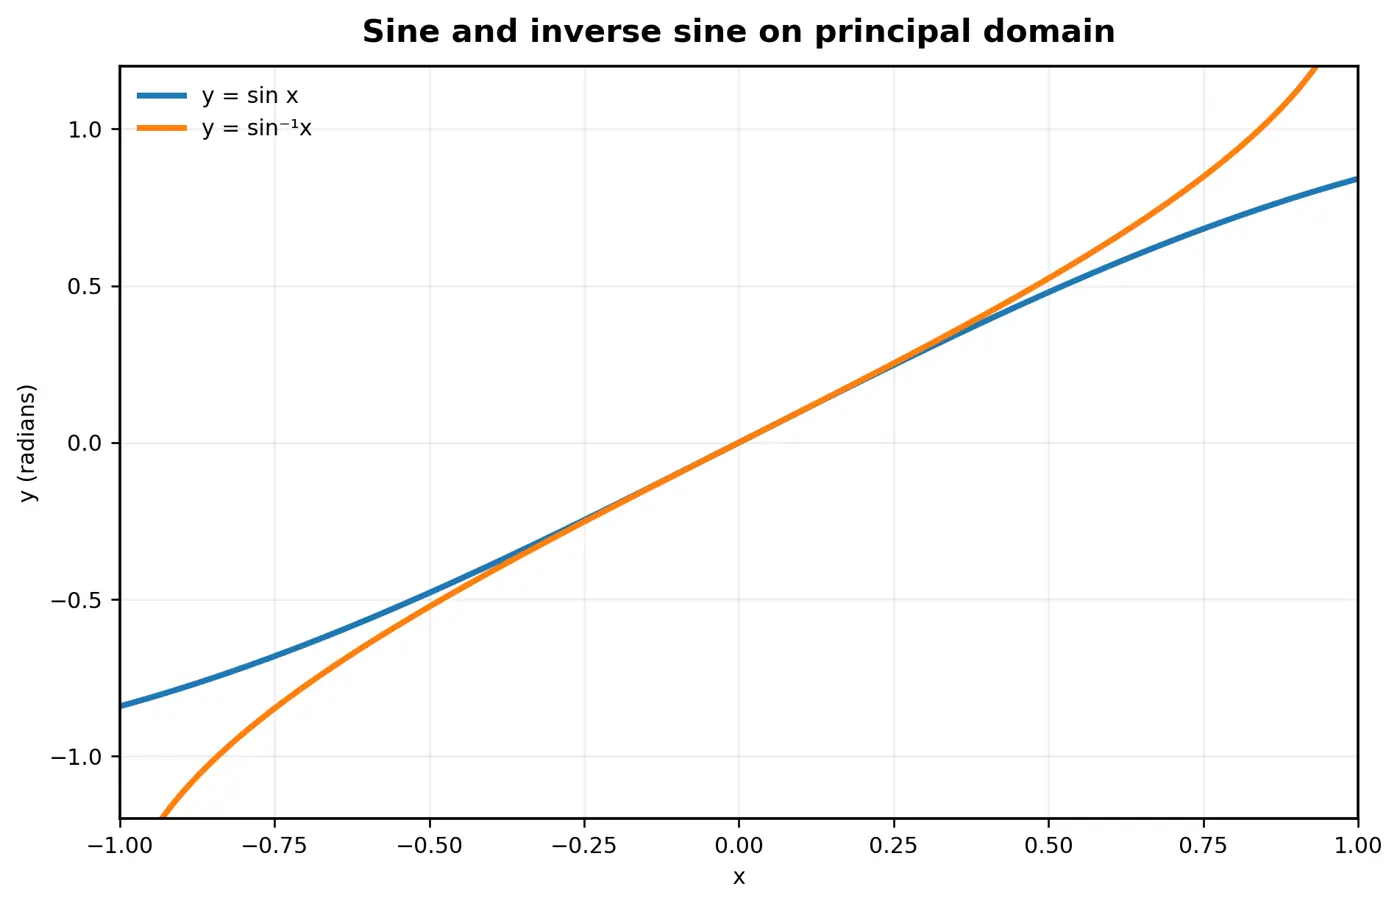 Sine and inverse sine on principal domain
y = sin x
y = sin⁻¹x
1.0
0.5
0.0
−0.5
−1.0
y (radians)
−1.00 −0.75 −0.50 −0.25 0.00 0.25 0.50 0.75 1.00
x